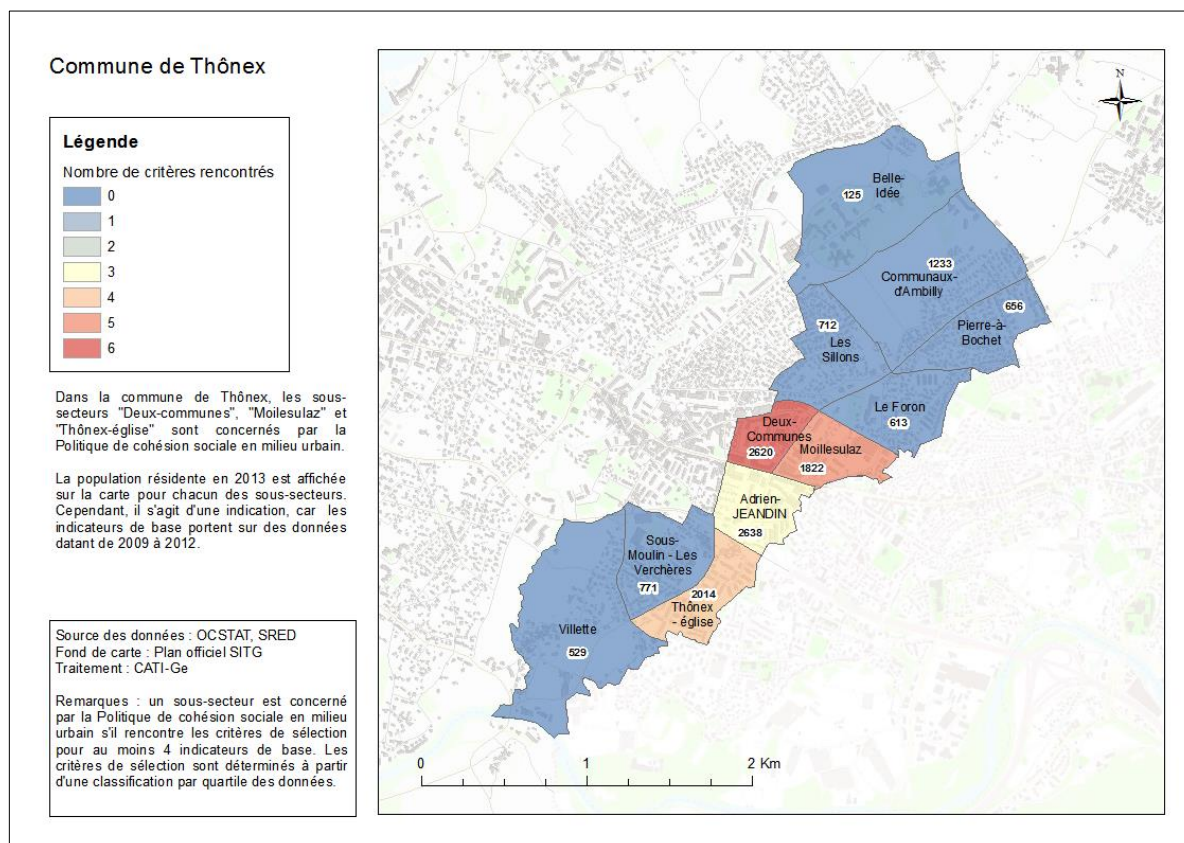 Commune de Thônex
Légende
Nombre de critères rencontrés
0
1
2
3
4
5
6
Dans la commune de Thônex, les sous-
secteurs "Deux-communes", "Moilesulaz" et
"Thônex-église" sont concernés par la
Politique de cohésion sociale en milieu urbain.
La population résidente en 2013 est affichée
sur la carte pour chacun des sous-secteurs.
Cependant, il s'agit d'une indication, car les
indicateurs de base portent sur des données
datant de 2009 à 2012.
Source des données : OCSTAT, SRED
Fond de carte : Plan officiel SITG
Traitement : CATI-Ge
Remarques : un sous-secteur est concerné
par la Politique de cohésion sociale en milieu
urbain s'il rencontre les critères de sélection
pour au moins 4 indicateurs de base. Les
critères de sélection sont déterminés à partir
d'une classification par quartile des données.
N
Belle-
Idée
125
1233
Communaux-
d'Ambilly
656
Pierre-à-
Bochet
712
Les
Sillons
Le Foron
613
Deux-
Communes
2620
Moillesulaz
1822
Adrien-
JEANDIN
2638
Sous-
Moulin - Les
Verchères
771
2014
Thônex
- église
Villette
529
0
1
2 Km